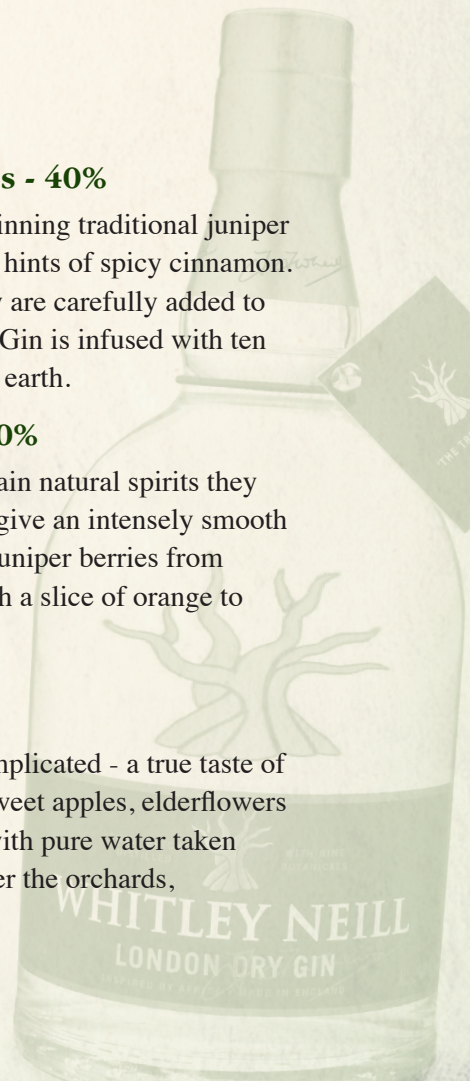 s - 40%
inning traditional juniper
hints of spicy cinnamon.
are carefully added to
Gin is infused with ten
earth.
0%
ain natural spirits they
give an intensely smooth
uniper berries from
h a slice of orange to
nplicated - a true taste of
weet apples, elderflowers
vith pure water taken
er the orchards,
WHITLEY NEILL
LONDON DRY GIN